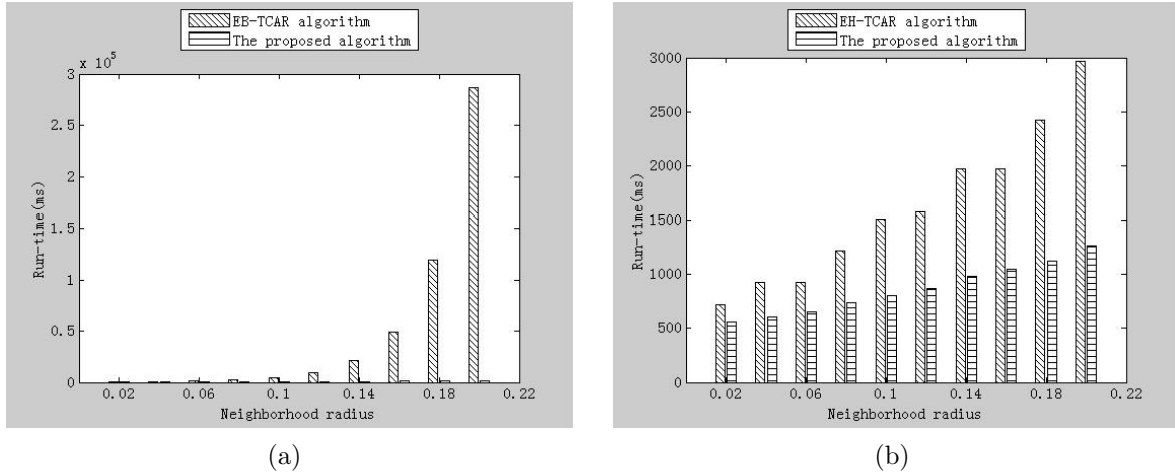 EB-TCAR algorithm
The proposed algorithm
x 10^5
3
2.5
2
1.5
1
0.5
0
Run-time(ms)
0.02 0.06 0.1 0.14 0.18 0.22
Neighborhood radius
(a)
EH-TCAR algorithm
The proposed algorithm
3000
2500
2000
1500
1000
500
0
Run-time(ms)
0.02 0.06 0.1 0.14 0.18 0.22
Neighborhood radius
(b)